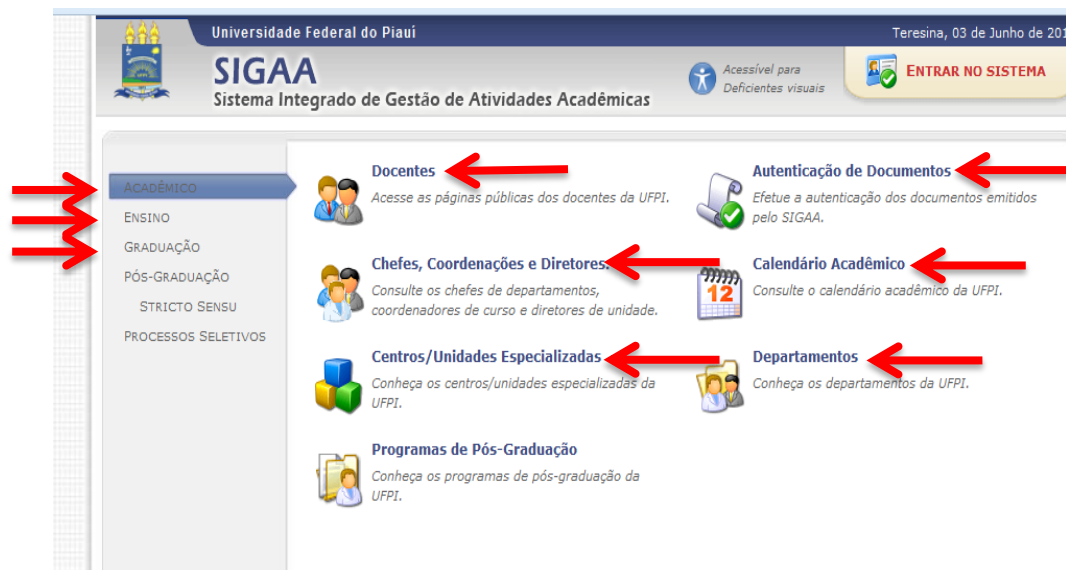 Universidade Federal do Piauí
Teresina, 03 de Junho de
SIGAA
Sistema Integrado de Gestão de Atividades Acadêmicas
Acessível para
Deficientes visuais
ENTRAR NO SISTEMA
ACADÊMICO
ENSINO
GRADUAÇÃO
PÓS-GRADUAÇÃO
STRICTO SENSU
PROCESSOS SELETIVOS
Docentes
Acesse as páginas públicas dos docentes da UFPI.
Autenticação de Documentos
Efetue a autenticação dos documentos emitidos
pelo SIGAA.
Chefes, Coordenações e Diretores.
Consulte os chefes de departamentos,
coordenadores de curso e diretores de unidade.
12
Calendário Acadêmico
Consulte o calendário acadêmico da UFPI.
Centros/Unidades Especializadas
Conheça os centros/unidades especializadas da
UFPI.
Departamentos
Conheça os departamentos da UFPI.
Programas de Pós-Graduação
Conheça os programas de pós-graduação da
UFPI.